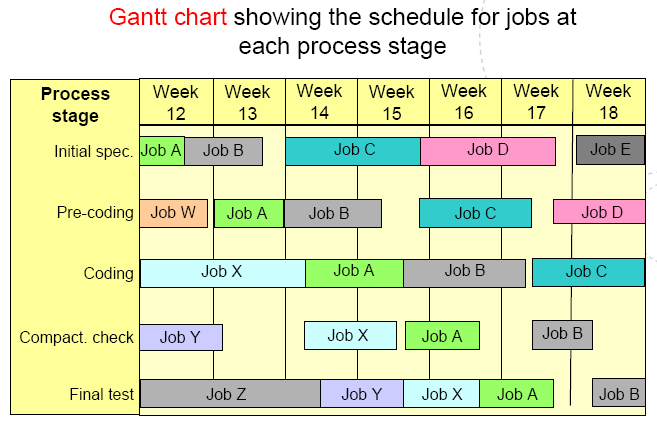 Gantt chart showing the schedule for jobs at
each process stage
Process
stage
Week
12
Week
13
Week
14
Week
15
Week
16
Week
17
Week
18
Initial spec.
Job A
Job B
Job C
Job D
Job E
Pre-coding
Job W
Job A
Job B
Job C
Job D
Coding
Job X
Job A
Job B
Job C
Compact. check
Job Y
Job X
Job A
Job B
Final test
Job Z
Job Y
Job X
Job A
Job B